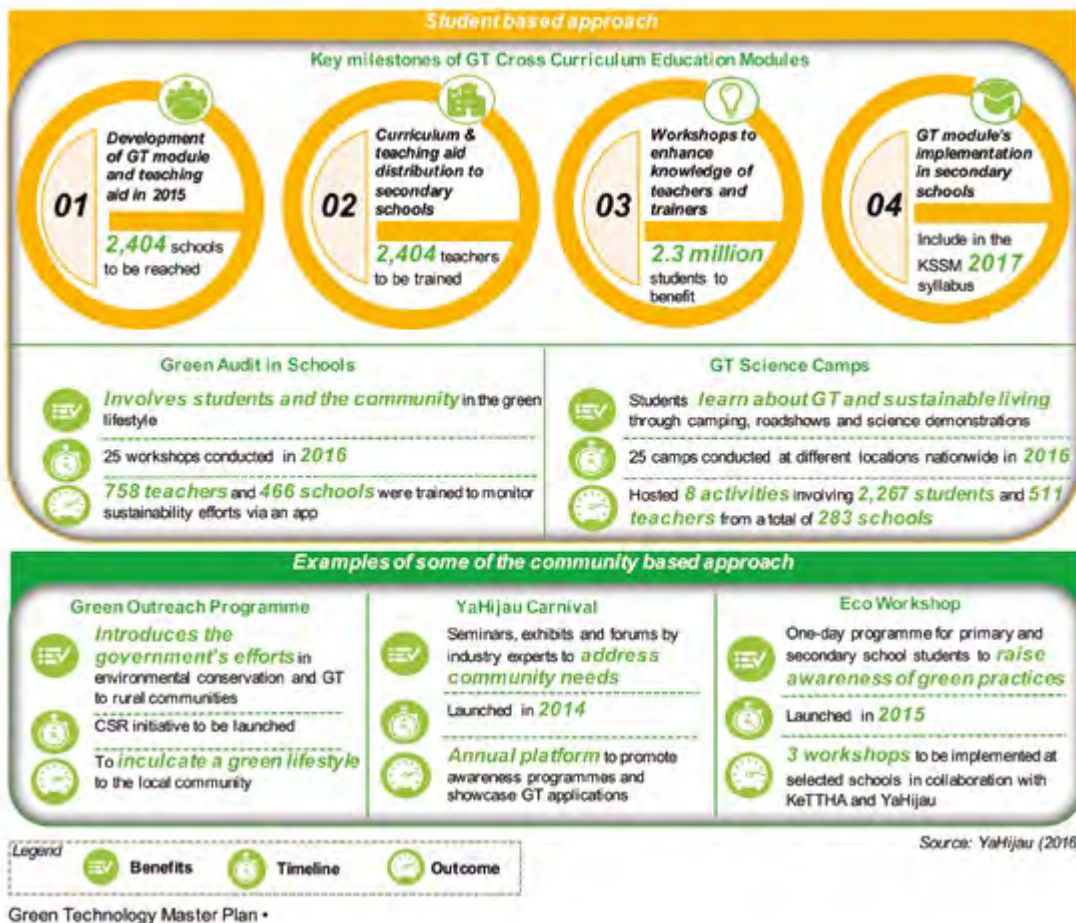 Student based approach
Key milestones of GT Cross Curriculum Education Modules
01
Development
of GT module
and teaching
aid in 2015
2,404 schools
to be reached
02
Curriculum &
teaching aid
distribution to
secondary
schools
2,404 teachers
to be trained
03
Workshops to
enhance
knowledge of
teachers and
trainers
2.3 million
students to
benefit
04
GT module's
implementation
in secondary
schools
Include in the
KSSM 2017
syllabus
Green Audit in Schools
Involves students and the community in the green
lifestyle
25 workshops conducted in 2016
758 teachers and 466 schools were trained to monitor
sustainability efforts via an app
GT Science Camps
Students learn about GT and sustainable living
through camping, roadshows and science demonstrations
25 camps conducted at different locations nationwide in 2016
Hosted 8 activities involving 2,267 students and 511
teachers from a total of 283 schools
Examples of some of the community based approach
Green Outreach Programme
Introduces the
government's efforts in
environmental conservation and GT
to rural communities
CSR initiative to be launched
To inculcate a green lifestyle
to the local community
YaHijau Carnival
Seminars, exhibits and forums by
industry experts to address
community needs
Launched in 2014
Annual platform to promote
awareness programmes and
showcase GT applications
Eco Workshop
One-day programme for primary and
secondary school students to raise
awareness of green practices
Launched in 2015
3 workshops to be implemented at
selected schools in collaboration with
KeTTHA and YaHijau
Source: YaHijau (2016
Legend
Benefits
Timeline
Outcome
Green Technology Master Plan •